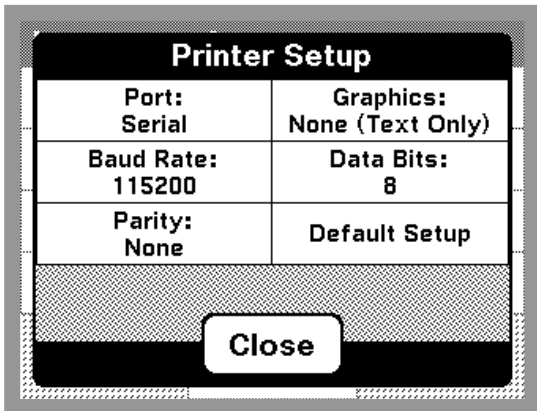 Printer Setup
Port:
Serial
Graphics:
None (Text Only)
Baud Rate:
115200
Data Bits:
8
Parity:
None
Default Setup
Close